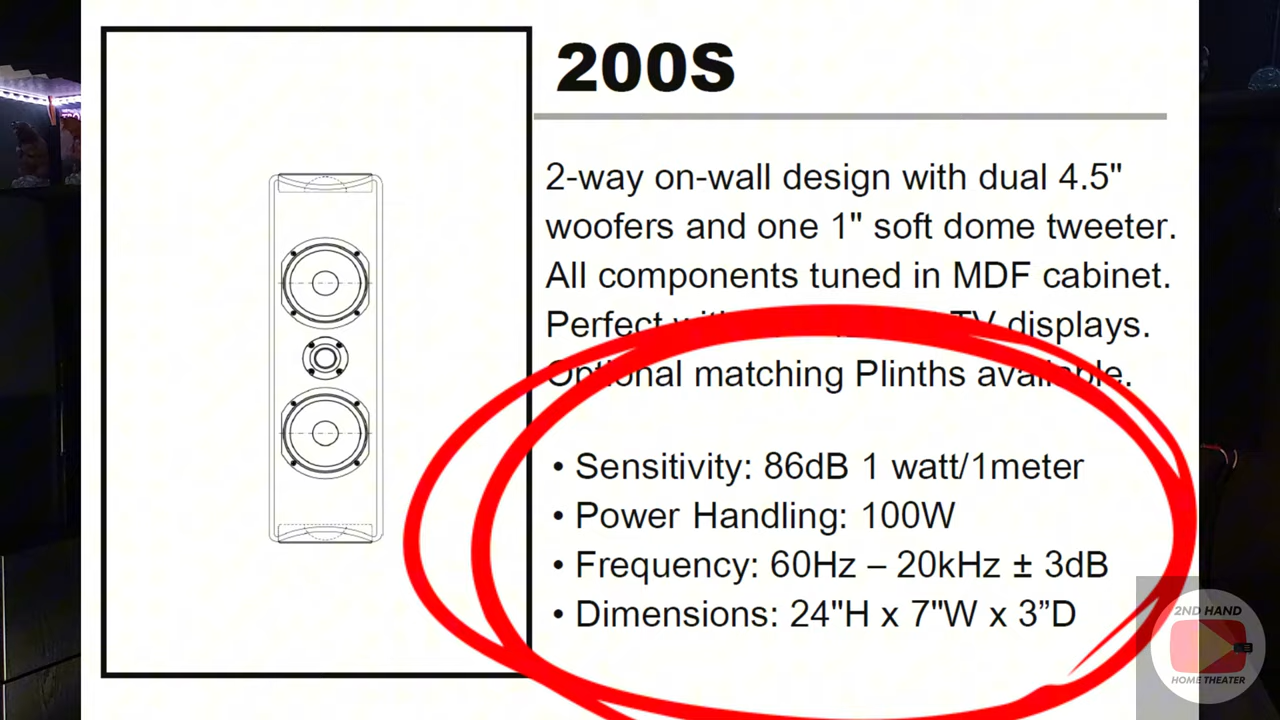 200S
2-way on-wall design with dual 4.5"
woofers and one 1" soft dome tweeter.
All components tuned in MDF cabinet.
Perfect TV displays.
Optional matching Plinths available.
• Sensitivity: 86dB 1 watt/1meter
• Power Handling: 100W
• Frequency: 60Hz – 20kHz ± 3dB
• Dimensions: 24"H x 7"W x 3”D
2ND HAND
HOME THEATER